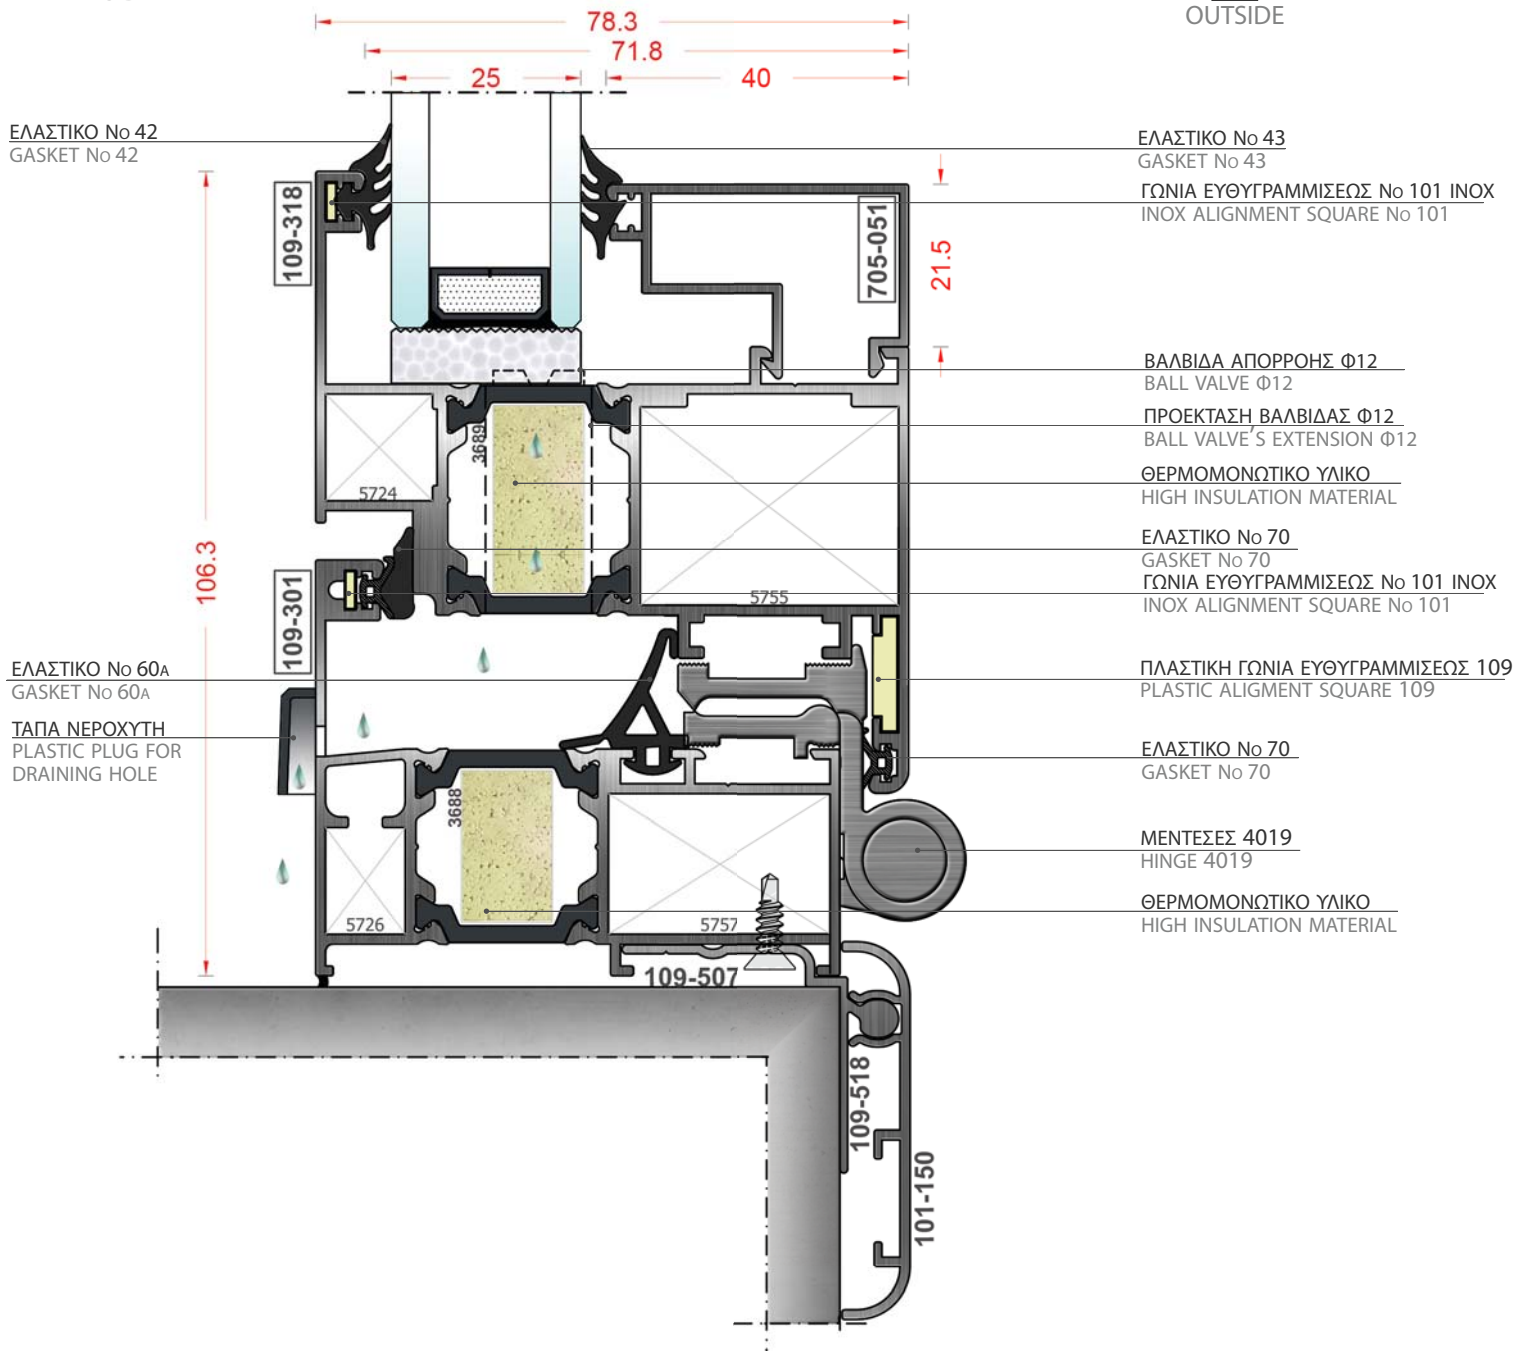 OUTSIDE
78.3
71.8
25
40
ΕΛΑΣΤΙΚΟ Νο 42
GASKET No 42
ΕΛΑΣΤΙΚΟ Νο 43
GASKET No 43
ΓΩΝΙΑ ΕΥΘΥΓΡΑΜΜΙΣΕΩΣ Νο 101 INOX
INOX ALIGNMENT SQUARE No 101
109-318
705-051
21.5
ΒΑΛΒΙΔΑ ΑΠΟΡΡΟΗΣ Φ12
BALL VALVE Φ12
ΠΡΟΕΚΤΑΣΗ ΒΑΛΒΙΔΑΣ Φ12
BALL VALVE'S EXTENSION Φ12
3689
ΘΕΡΜΟΜΟΝΩΤΙΚΟ ΥΛΙΚΟ
HIGH INSULATION MATERIAL
5724
ΕΛΑΣΤΙΚΟ Νο 70
GASKET No 70
106.3
ΓΩΝΙΑ ΕΥΘΥΓΡΑΜΜΙΣΕΩΣ Νο 101 INOX
INOX ALIGNMENT SQUARE No 101
5755
109-301
ΕΛΑΣΤΙΚΟ Νο 60Α
GASKET No 60A
ΠΛΑΣΤΙΚΗ ΓΩΝΙΑ ΕΥΘΥΓΡΑΜΜΙΣΕΩΣ 109
PLASTIC ALIGMENT SQUARE 109
ΤΑΠΑ ΝΕΡΟΧΥΤΗ
PLASTIC PLUG FOR
DRAINING HOLE
ΕΛΑΣΤΙΚΟ Νο 70
GASKET No 70
3688
ΜΕΝΤΕΣΕΣ 4019
HINGE 4019
ΘΕΡΜΟΜΟΝΩΤΙΚΟ ΥΛΙΚΟ
HIGH INSULATION MATERIAL
5726
5757
109-507
109-518
101-150